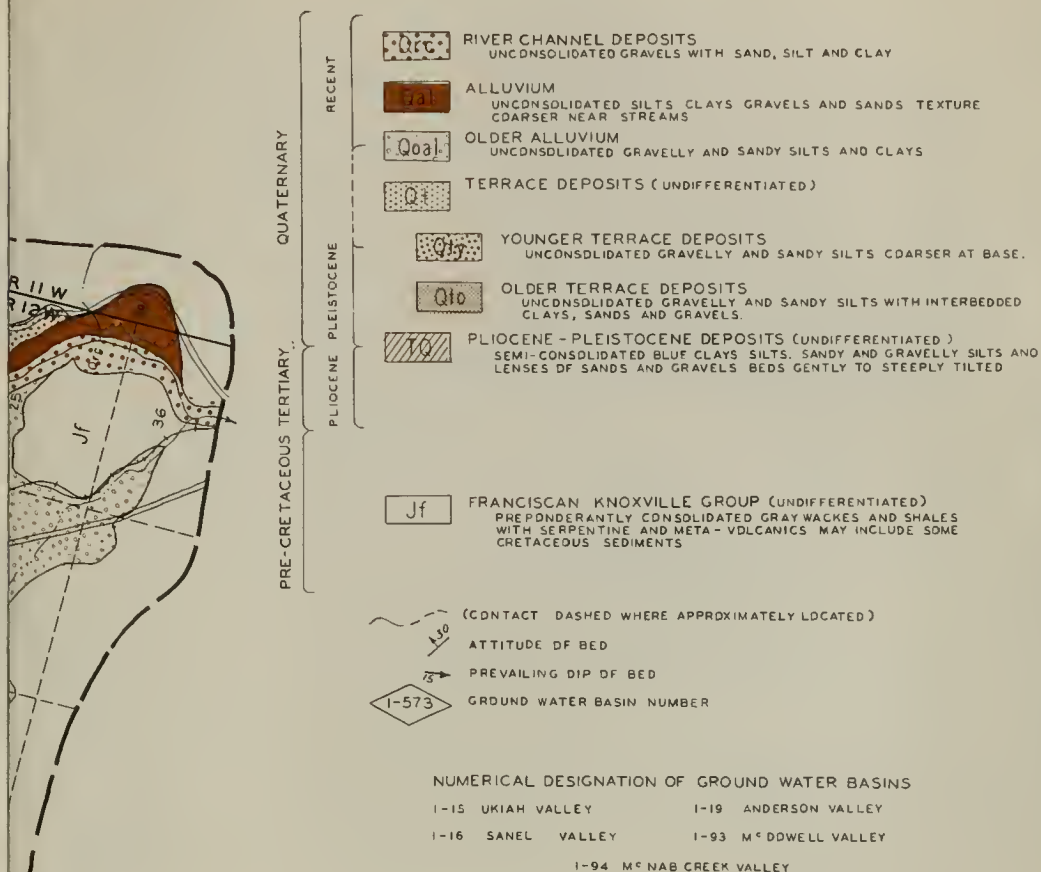 Qrc RIVER CHANNEL DEPOSITS
UNCONSOLIDATED GRAVELS WITH SAND, SILT AND CLAY
Qal ALLUVIUM
UNCONSOLIDATED SILTS CLAYS GRAVELS AND SANDS TEXTURE
COARSER NEAR STREAMS
Qoal OLDER ALLUVIUM
UNCONSOLIDATED GRAVELLY AND SANDY SILTS AND CLAYS
Qt TERRACE DEPOSITS (UNDIFFERENTIATED)
Qty YOUNGER TERRACE DEPOSITS
UNCONSOLIDATED GRAVELLY AND SANDY SILTS COARSER AT BASE.
Qto OLDER TERRACE DEPOSITS
UNCONSOLIDATED GRAVELLY AND SANDY SILTS WITH INTERBEDDED
CLAYS, SANDS AND GRAVELS.
TQ PLIOCENE - PLEISTOCENE DEPOSITS (UNDIFFERENTIATED)
SEMI-CONSOLIDATED BLUE CLAYS SILTS. SANDY AND GRAVELLY SILTS AND
LENSES OF SANDS AND GRAVELS BEDS GENTLY TO STEEPLY TILTED
Jf FRANCISCAN KNOXVILLE GROUP (UNDIFFERENTIATED)
PREPONDERANTLY CONSOLIDATED GRAYWACKES AND SHALES
WITH SERPENTINE AND META-VOLCANICS MAY INCLUDE SOME
CRETACEOUS SEDIMENTS
RECENT
PLEISTOCENE
PLIOCENE
QUATERNARY
TERTIARY
PRE-CRETACEOUS
R 11 W
R 12 W
Qrc
25
36
Jf
(CONTACT DASHED WHERE APPROXIMATELY LOCATED)
30 ATTITUDE OF BED
15 PREVAILING DIP OF BED
1-573 GROUND WATER BASIN NUMBER
NUMERICAL DESIGNATION OF GROUND WATER BASINS
1-15 UKIAH VALLEY 1-19 ANDERSON VALLEY
1-16 SANEL VALLEY 1-93 McDOWELL VALLEY
1-94 McNAB CREEK VALLEY